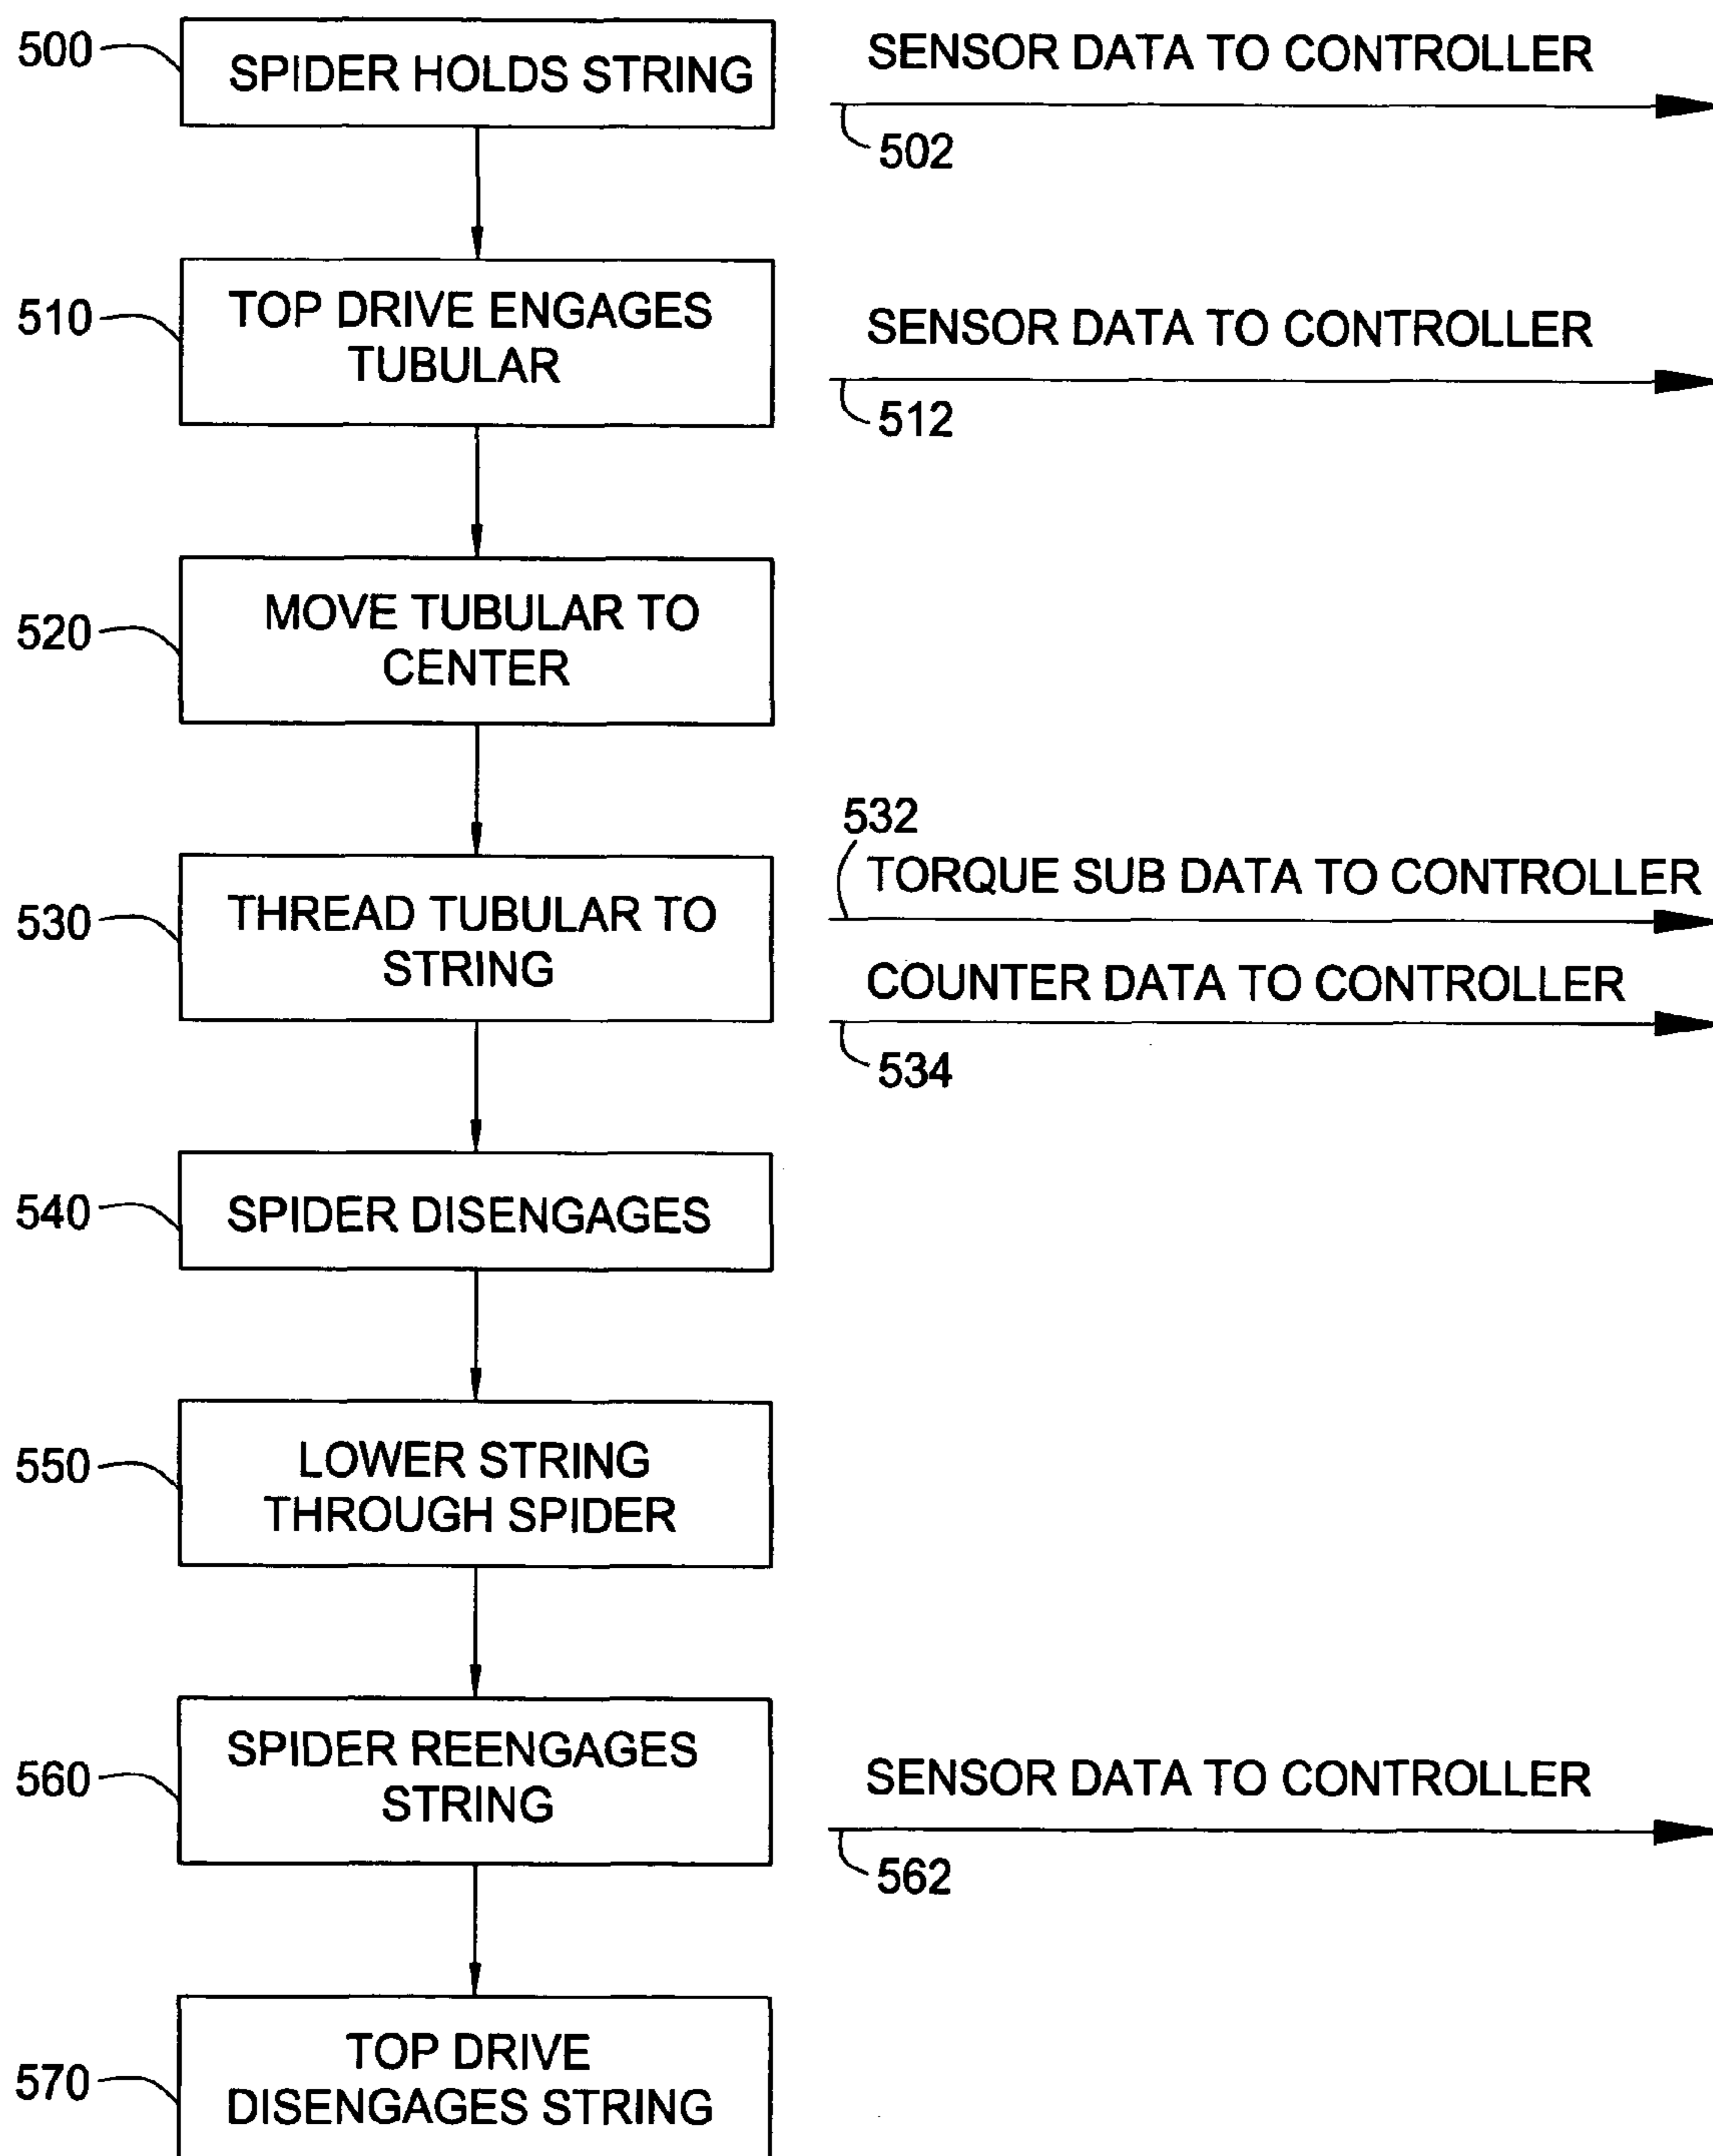 500
SPIDER HOLDS STRING
SENSOR DATA TO CONTROLLER
502
510
TOP DRIVE ENGAGES
TUBULAR
SENSOR DATA TO CONTROLLER
512
520
MOVE TUBULAR TO
CENTER
530
THREAD TUBULAR TO
STRING
532
TORQUE SUB DATA TO CONTROLLER
COUNTER DATA TO CONTROLLER
534
540
SPIDER DISENGAGES
550
LOWER STRING
THROUGH SPIDER
560
SPIDER REENGAGES
STRING
SENSOR DATA TO CONTROLLER
562
570
TOP DRIVE
DISENGAGES STRING